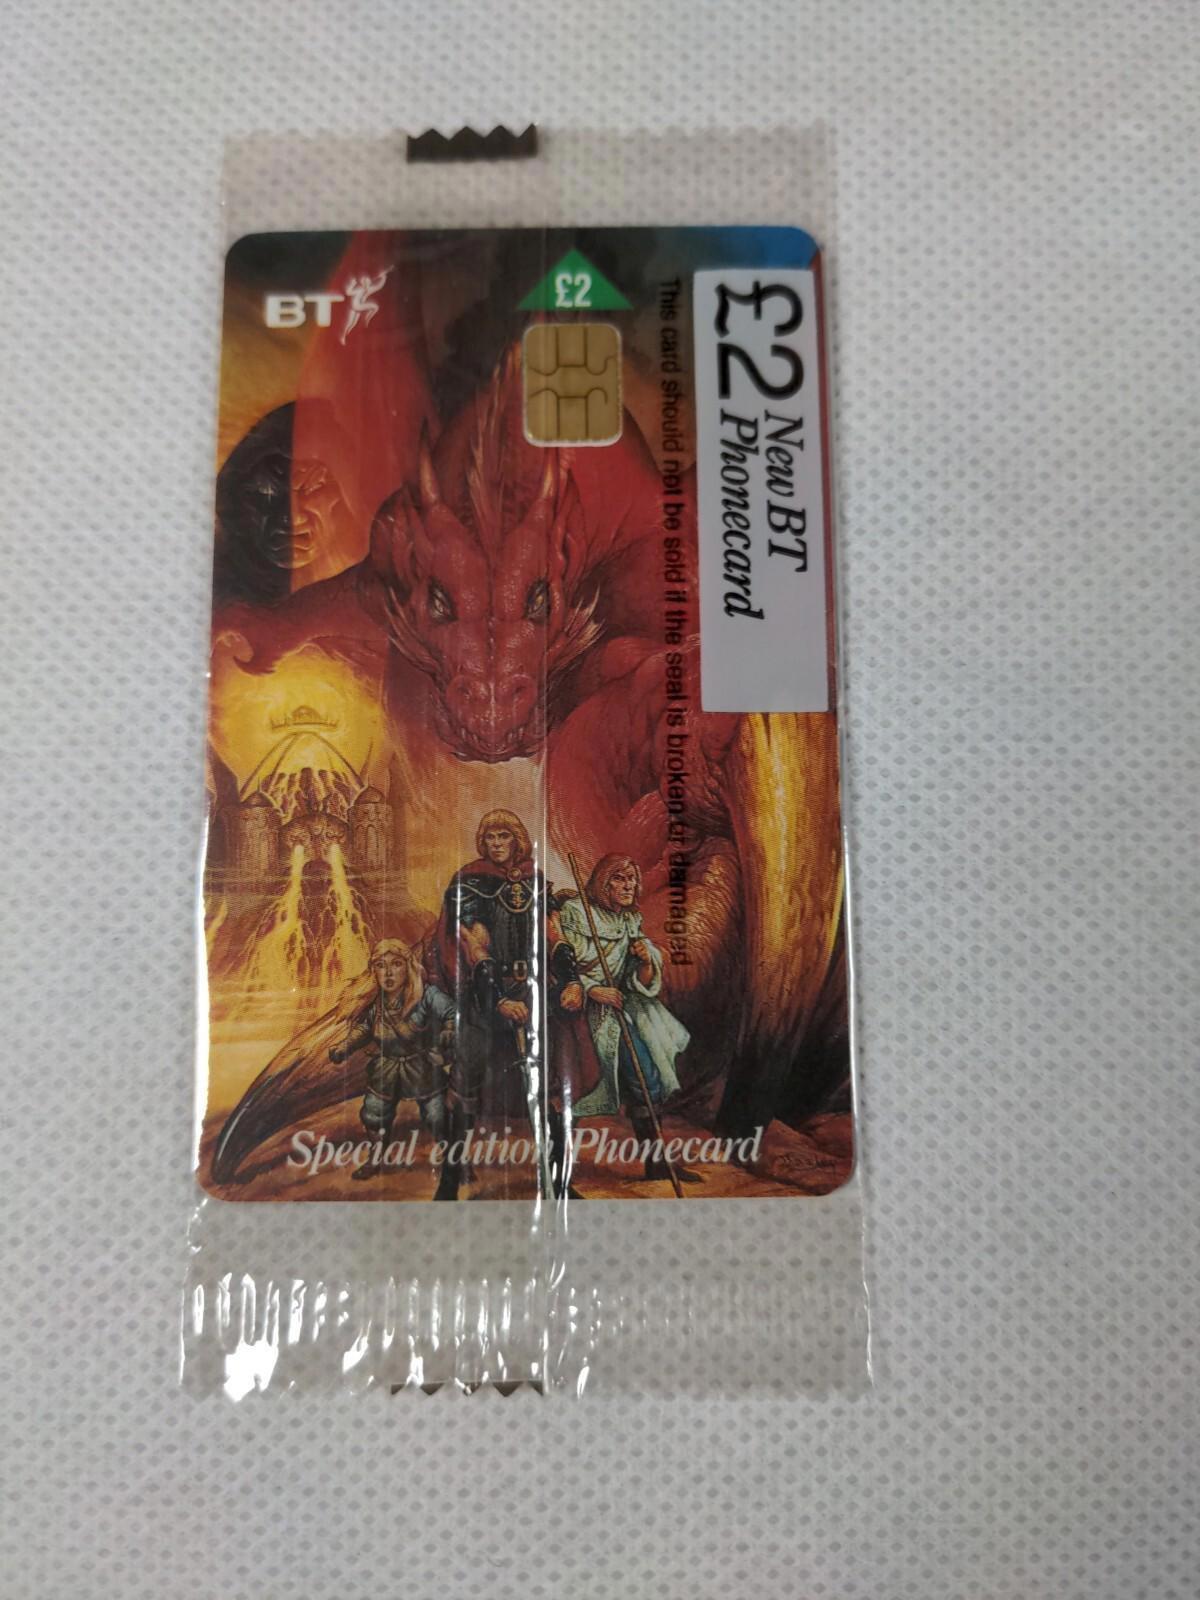 BT
£2
£2 New BT
Phonecard
This card should not be sold if the seal is broken or damaged
Special edition Phonecard